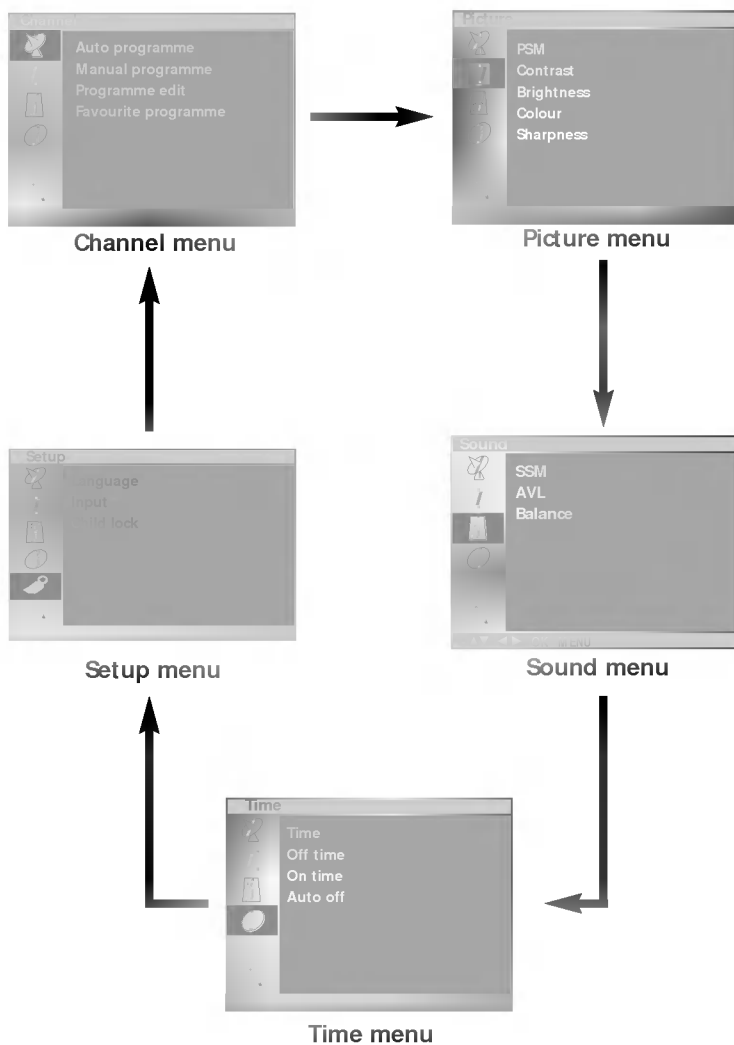 Channel
Auto programme
Manual programme
Programme edit
Favourite programme
Channel menu
Picture
PSM
Contrast
Brightness
Colour
Sharpness
Picture menu
Setup
Language
Input
Child lock
Setup menu
Sound
SSM
AVL
Balance
MENU
Sound menu
Time
Time
Off time
On time
Auto off
Time menu